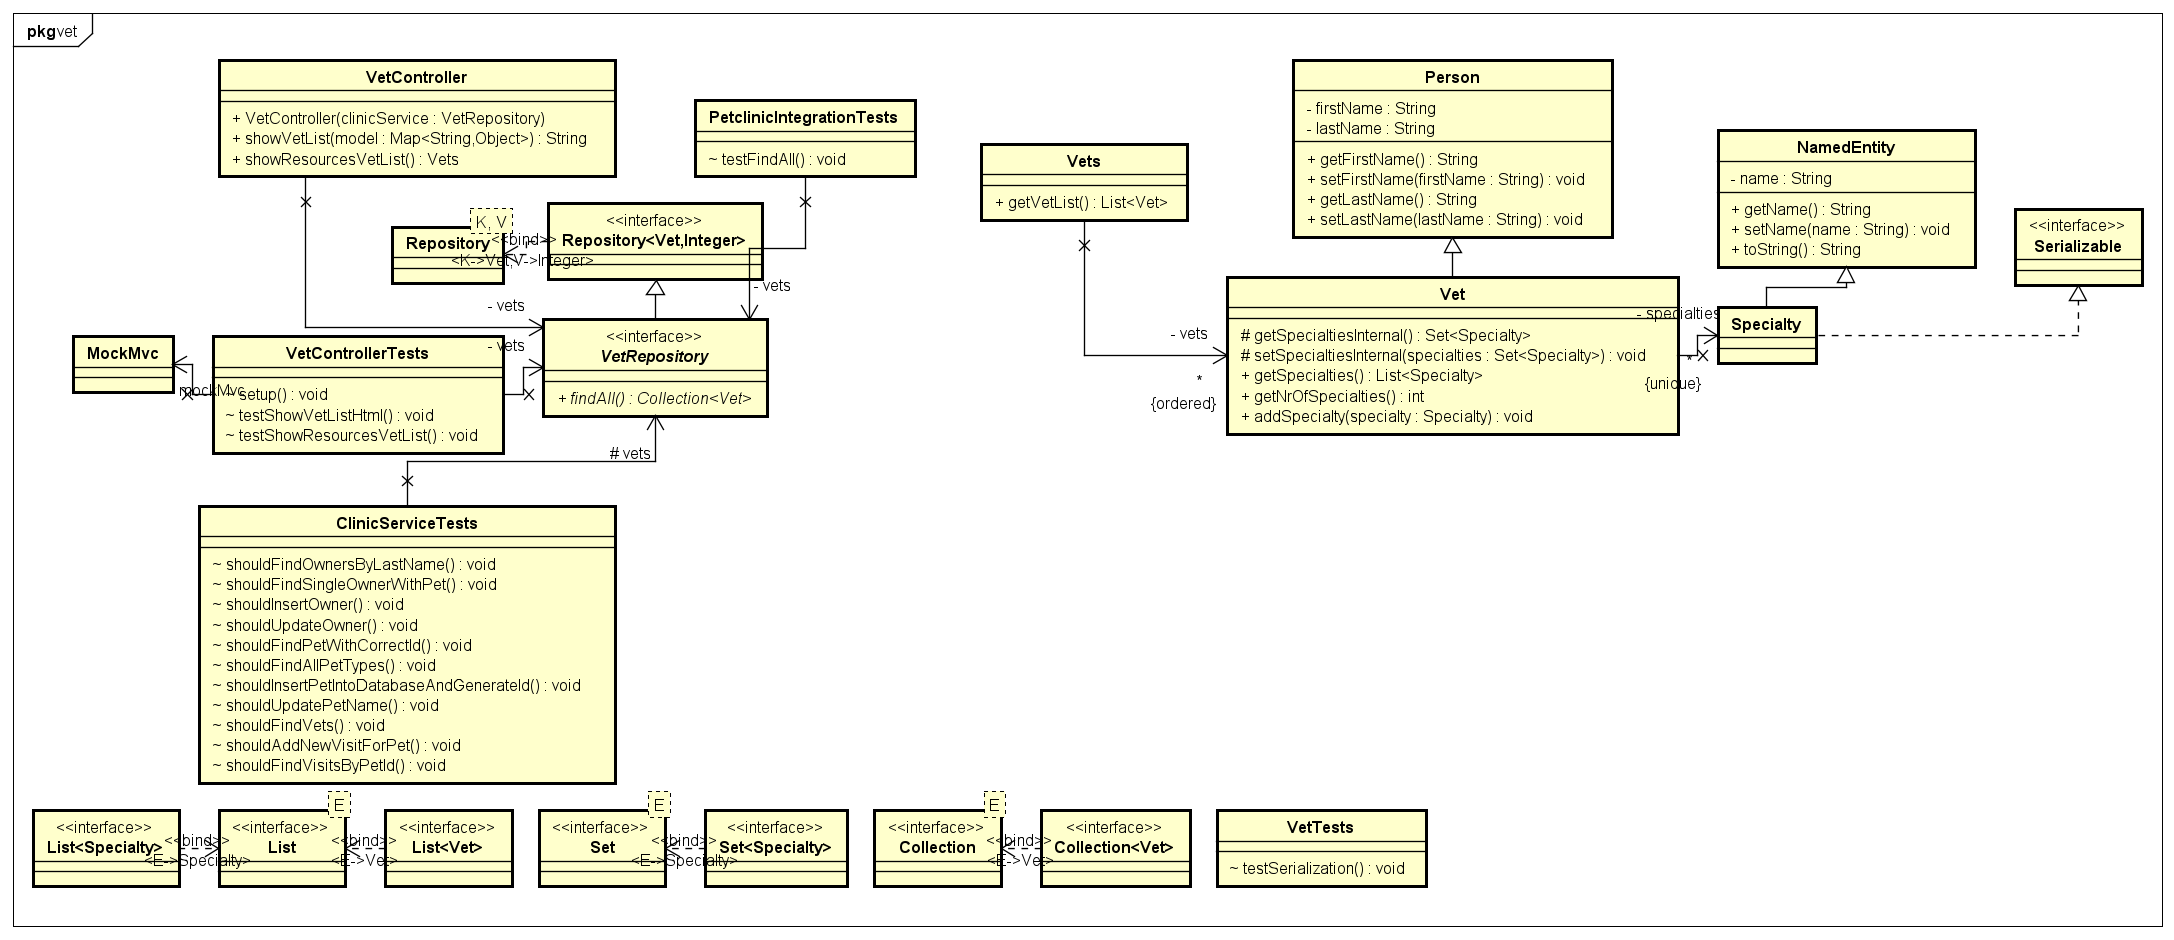 pkg vet
VetController
+ VetController(clinicService : VetRepository)
+ showVetList(model : Map<String,Object>) : String
+ showResourcesVetList() : Vets
PetclinicIntegrationTests
~ testFindAll() : void
K, V
Repository
<<bind>>
<K->Vet,V->Integer>
<<interface>>
Repository<Vet,Integer>
- vets
- vets
<<interface>>
VetRepository
+ findAll() : Collection<Vet>
MockMvc
mockMvc
VetControllerTests
~ setup() : void
~ testShowVetListHtml() : void
~ testShowResourcesVetList() : void
- vets
# vets
ClinicServiceTests
~ shouldFindOwnersByLastName() : void
~ shouldFindSingleOwnerWithPet() : void
~ shouldInsertOwner() : void
~ shouldUpdateOwner() : void
~ shouldFindPetWithCorrectId() : void
~ shouldFindAllPetTypes() : void
~ shouldInsertPetIntoDatabaseAndGenerateId() : void
~ shouldUpdatePetName() : void
~ shouldFindVets() : void
~ shouldAddNewVisitForPet() : void
~ shouldFindVisitsByPetId() : void
Vets
+ getVetList() : List<Vet>
- vets
*
{ordered}
Person
- firstName : String
- lastName : String
+ getFirstName() : String
+ setFirstName(firstName : String) : void
+ getLastName() : String
+ setLastName(lastName : String) : void
Vet
# getSpecialtiesInternal() : Set<Specialty>
# setSpecialtiesInternal(specialties : Set<Specialty>) : void
+ getSpecialties() : List<Specialty>
+ getNrOfSpecialties() : int
+ addSpecialty(specialty : Specialty) : void
- specialties
*
{unique}
NamedEntity
- name : String
+ getName() : String
+ setName(name : String) : void
+ toString() : String
Specialty
<<interface>>
Serializable
<<interface>>
List<Specialty>
<<bind>>
<E->Specialty>
E
<<interface>>
List
<<bind>>
<E->Vet>
<<interface>>
List<Vet>
E
<<interface>>
Set
<<bind>>
<E->Specialty>
<<interface>>
Set<Specialty>
E
<<interface>>
Collection
<<bind>>
<E->Vet>
<<interface>>
Collection<Vet>
VetTests
~ testSerialization() : void